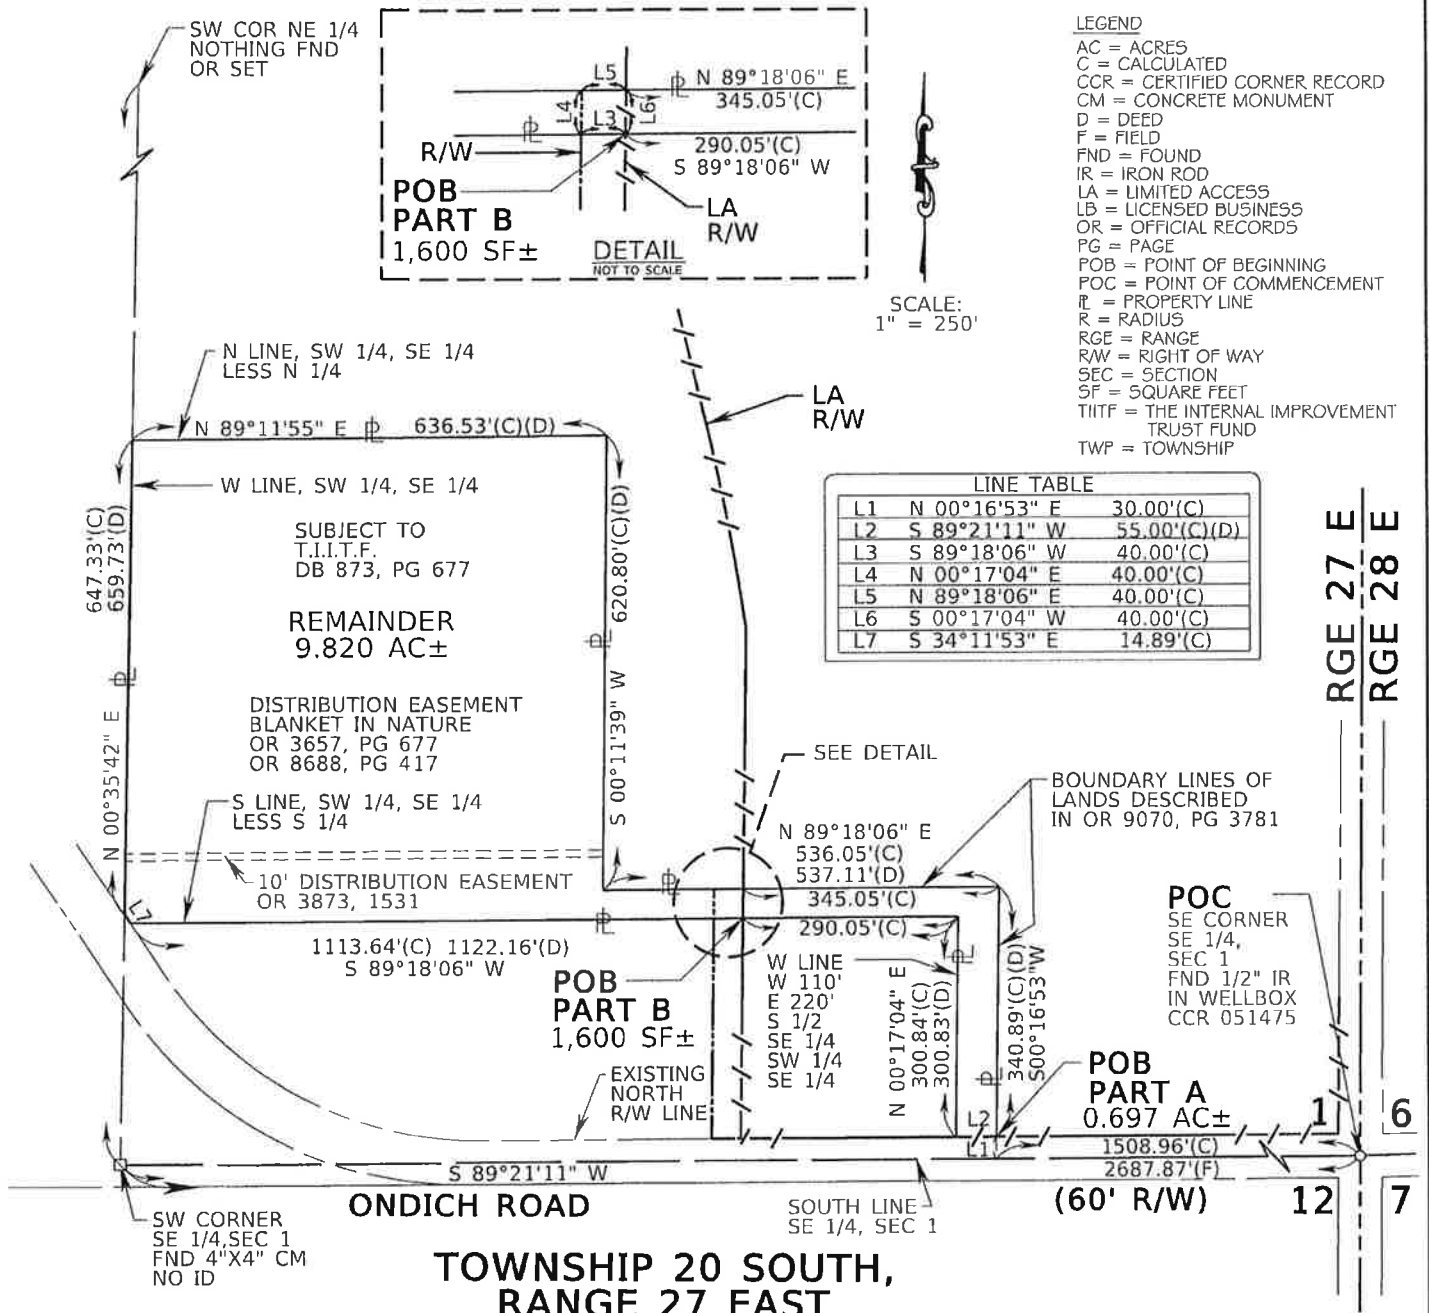 SW COR NE 1/4
NOTHING FND
OR SET
L5
N 89°18'06" E
345.05'(C)
L4
L6
L3
290.05'(C)
S 89°18'06" W
R/W
POB
PART B
1,600 SF±
LA
R/W
DETAIL
NOT TO SCALE
SCALE:
1" = 250'
LEGEND
AC = ACRES
C = CALCULATED
CCR = CERTIFIED CORNER RECORD
CM = CONCRETE MONUMENT
D = DEED
F = FIELD
FND = FOUND
IR = IRON ROD
LA = LIMITED ACCESS
LB = LICENSED BUSINESS
OR = OFFICIAL RECORDS
PG = PAGE
POB = POINT OF BEGINNING
POC = POINT OF COMMENCEMENT
℄ = PROPERTY LINE
R = RADIUS
RGE = RANGE
R/W = RIGHT OF WAY
SEC = SECTION
SF = SQUARE FEET
TIITF = THE INTERNAL IMPROVEMENT
TRUST FUND
TWP = TOWNSHIP
N LINE, SW 1/4, SE 1/4
LESS N 1/4
LA
R/W
N 89°11'55" E
636.53'(C)(D)
W LINE, SW 1/4, SE 1/4
647.33'(C)
659.73'(D)
N 00°35'42" E
SUBJECT TO
T.I.I.T.F.
DB 873, PG 677
REMAINDER
9.820 AC±
620.80'(C)(D)
S 00°11'39" W
DISTRIBUTION EASEMENT
BLANKET IN NATURE
OR 3657, PG 677
OR 8688, PG 417
S LINE, SW 1/4, SE 1/4
LESS S 1/4
10' DISTRIBUTION EASEMENT
OR 3873, 1531
L7
LINE TABLE
L1 N 00°16'53" E 30.00'(C)
L2 S 89°21'11" W 55.00'(C)(D)
L3 S 89°18'06" W 40.00'(C)
L4 N 00°17'04" E 40.00'(C)
L5 N 89°18'06" E 40.00'(C)
L6 S 00°17'04" W 40.00'(C)
L7 S 34°11'53" E 14.89'(C)
RGE 27 E
RGE 28 E
SEE DETAIL
BOUNDARY LINES OF
LANDS DESCRIBED
IN OR 9070, PG 3781
N 89°18'06" E
536.05'(C)
537.11'(D)
345.05'(C)
290.05'(C)
1113.64'(C) 1122.16'(D)
S 89°18'06" W
POB
PART B
1,600 SF±
W LINE
W 110'
E 220'
S 1/2
SE 1/4
SW 1/4
SE 1/4
N 00°17'04" E
300.84'(C)
300.83'(D)
340.89'(C)(D)
S00°16'53"W
POC
SE CORNER
SE 1/4,
SEC 1
FND 1/2" IR
IN WELLBOX
CCR 051475
EXISTING
NORTH
R/W LINE
POB
PART A
0.697 AC±
L2
L1
1
6
1508.96'(C)
2687.87'(F)
S 89°21'11" W
ONDICH ROAD
(60' R/W)
12
7
SOUTH LINE
SE 1/4, SEC 1
SW CORNER
SE 1/4,SEC 1
FND 4"X4" CM
NO ID
TOWNSHIP 20 SOUTH,
RANGE 27 EAST